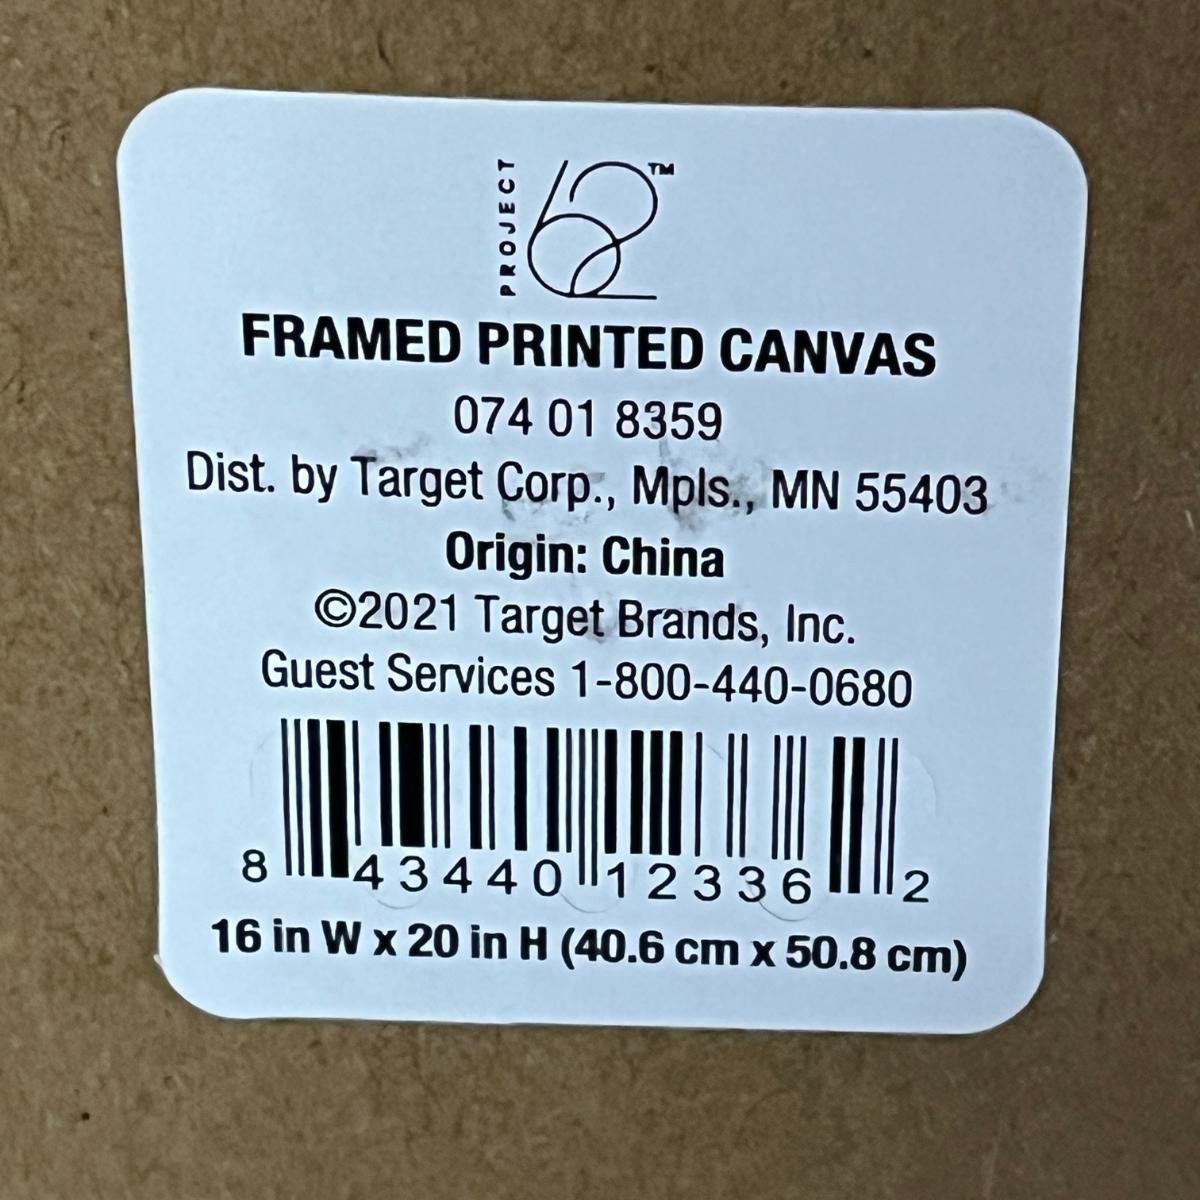 PROJECT 62™
FRAMED PRINTED CANVAS
074 01 8359
Dist. by Target Corp., Mpls., MN 55403
Origin: China
©2021 Target Brands, Inc.
Guest Services 1-800-440-0680
8 43440 12336 2
16 in W x 20 in H (40.6 cm x 50.8 cm)